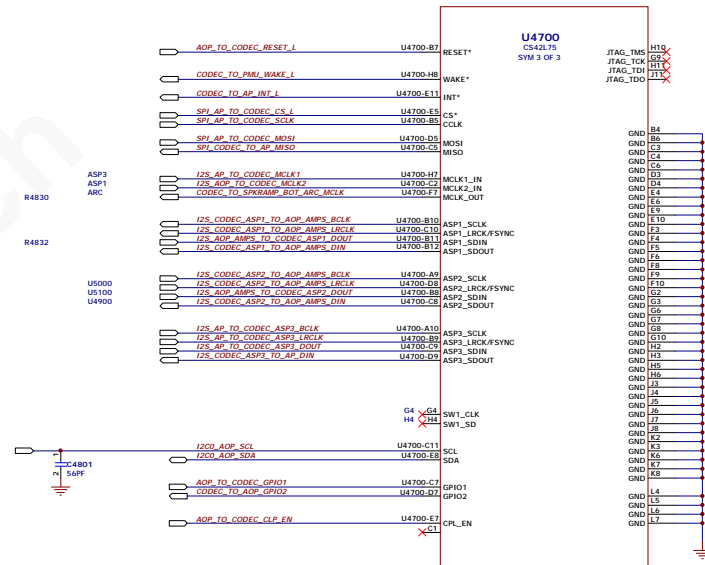 U4700
CS42L75
SYM 3 OF 3
AOP_TO_CODEC_RESET_L U4700-B7 RESET*
JTAG_TMS H10
JTAG_TCK G9
JTAG_TDI H11
JTAG_TDO J11
CODEC_TO_PMU_WAKE_L U4700-H8 WAKE*
CODEC_TO_AP_INT_L U4700-E11 INT*
SPI_AP_TO_CODEC_CS_L U4700-E5 CS*
SPI_AP_TO_CODEC_SCLK U4700-B5 CCLK
SPI_AP_TO_CODEC_MOSI U4700-D5 MOSI
SPI_CODEC_TO_AP_MISO U4700-C5 MISO
ASP3 I2S_AP_TO_CODEC_MCLK1 U4700-H7 MCLK1_IN
ASP1 I2S_AOP_TO_CODEC_MCLK2 U4700-C2 MCLK2_IN
ARC CODEC_TO_SPKRAMP_BOT_ARC_MCLK U4700-F7 MCLK_OUT
R4830
I2S_CODEC_ASP1_TO_AOP_AMPS_BCLK U4700-B10 ASP1_SCLK
I2S_CODEC_ASP1_TO_AOP_AMPS_LRCLK U4700-C10 ASP1_LRCK/FSYNC
R4832 I2S_AOP_AMPS_TO_CODEC_ASP1_DOUT U4700-B11 ASP1_SDIN
I2S_CODEC_ASP1_TO_AOP_AMPS_DIN U4700-B12 ASP1_SDOUT
I2S_CODEC_ASP2_TO_AOP_AMPS_BCLK U4700-A9 ASP2_SCLK
U5000 I2S_CODEC_ASP2_TO_AOP_AMPS_LRCLK U4700-D8 ASP2_LRCK/FSYNC
U5100 I2S_AOP_AMPS_TO_CODEC_ASP2_DOUT U4700-B8 ASP2_SDIN
U4900 I2S_CODEC_ASP2_TO_AOP_AMPS_DIN U4700-C8 ASP2_SDOUT
I2S_AP_TO_CODEC_ASP3_BCLK U4700-A10 ASP3_SCLK
I2S_AP_TO_CODEC_ASP3_LRCLK U4700-B9 ASP3_LRCK/FSYNC
I2S_AP_TO_CODEC_ASP3_DOUT U4700-C9 ASP3_SDIN
I2S_CODEC_ASP3_TO_AP_DIN U4700-D9 ASP3_SDOUT
G4 G4 SW1_CLK
H4 H4 SW1_SD
I2C0_AOP_SCL U4700-C11 SCL
I2C0_AOP_SDA U4700-E8 SDA
1
C4801
56PF
2
AOP_TO_CODEC_GPIO1 U4700-C7 GPIO1
CODEC_TO_AOP_GPIO2 U4700-D7 GPIO2
AOP_TO_CODEC_CLP_EN U4700-E7 CPL_EN
C1
GND B4
GND B6
GND C3
GND C4
GND C6
GND D3
GND D4
GND E4
GND E6
GND E9
GND E10
GND F3
GND F4
GND F5
GND F6
GND F8
GND F9
GND F10
GND G2
GND G3
GND G6
GND G7
GND G8
GND G10
GND H2
GND H3
GND H5
GND H6
GND J3
GND J4
GND J5
GND J6
GND J7
GND J8
GND K2
GND K3
GND K6
GND K7
GND K8
GND L4
GND L5
GND L6
GND L7